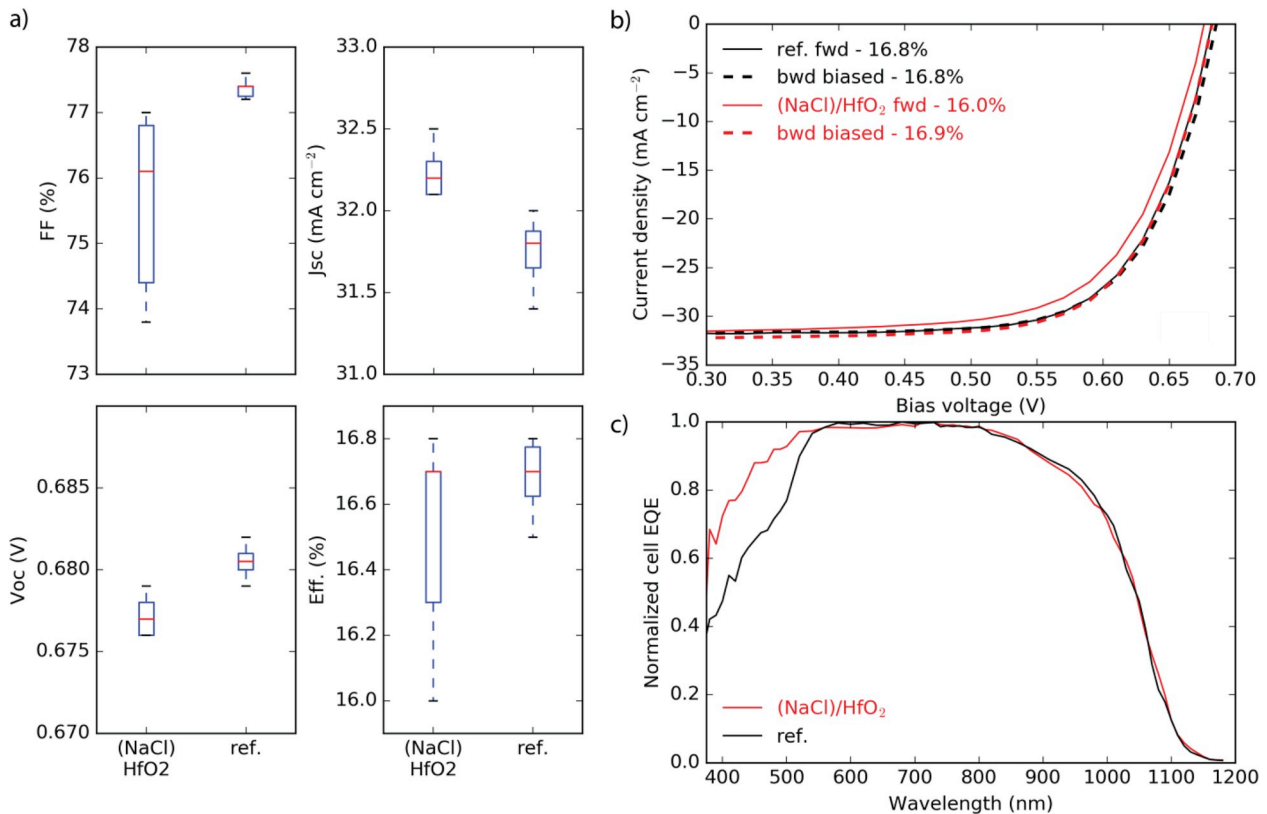 a)
78
77
76
75
74
73
FF (%)
33.0
32.5
32.0
31.5
31.0
Jsc (mA cm⁻²)
0.685
0.680
0.675
0.670
Voc (V)
(NaCl)
HfO2
ref.
16.8
16.6
16.4
16.2
16.0
Eff. (%)
(NaCl)
HfO2
ref.
b)
0
−5
−10
−15
−20
−25
−30
−35
Current density (mA cm⁻²)
ref. fwd - 16.8%
bwd biased - 16.8%
(NaCl)/HfO₂ fwd - 16.0%
bwd biased - 16.9%
0.30 0.35 0.40 0.45 0.50 0.55 0.60 0.65 0.70
Bias voltage (V)
c)
1.0
0.8
0.6
0.4
0.2
0.0
Normalized cell EQE
(NaCl)/HfO₂
ref.
400 500 600 700 800 900 1000 1100 1200
Wavelength (nm)